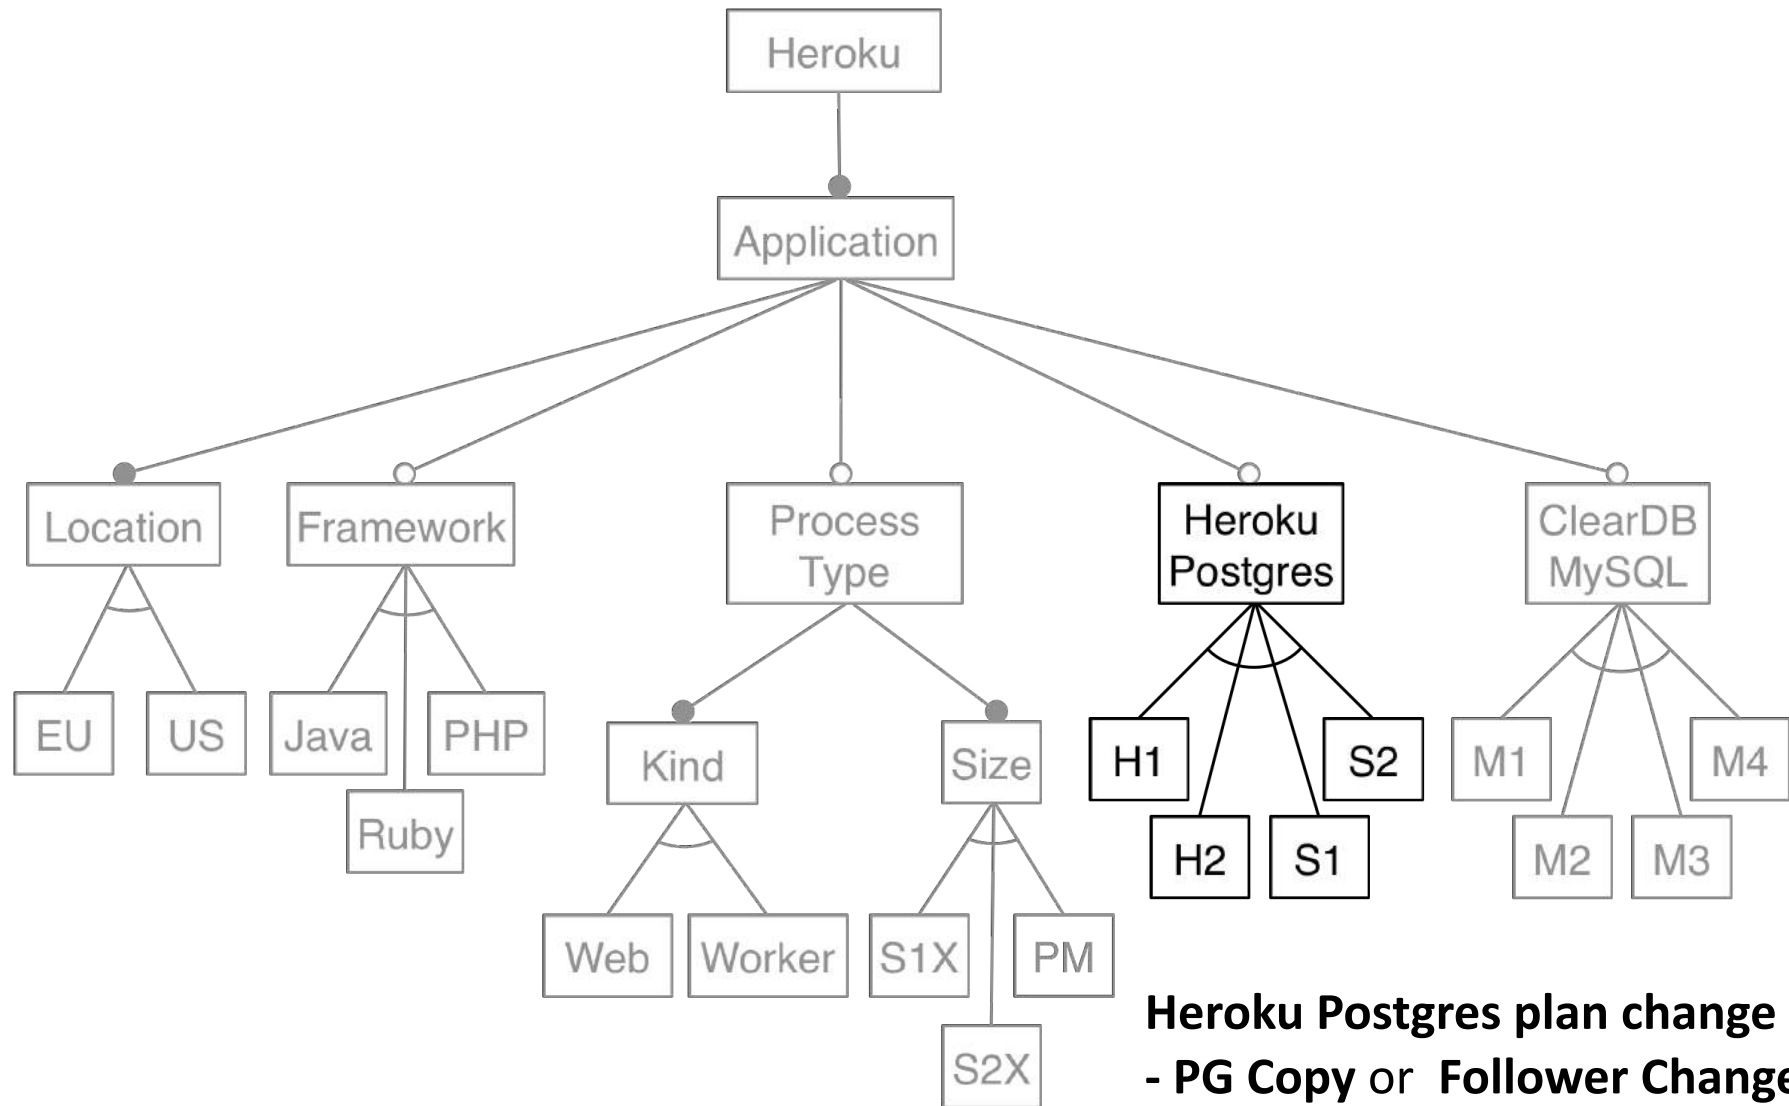 Heroku
Application
Location
Framework
Process
Type
Heroku
Postgres
ClearDB
MySQL
EU
US
Java
PHP
Ruby
Kind
Size
H1
S2
H2
S1
M1
M4
M2
M3
Web
Worker
S1X
PM
S2X
Heroku Postgres plan change
- PG Copy or Follower Change